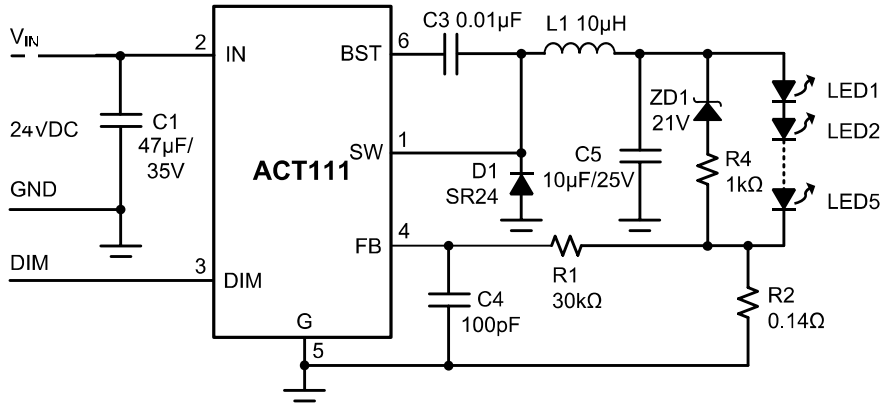 C3 0.01µF
L1 10µH
VIN
2
IN
BST
6
ZD1
21V
LED1
LED2
24VDC
C1
47µF/
35V
SW
1
ACT111
D1
SR24
C5
10µF/25V
R4
1kΩ
LED5
GND
FB
4
DIM
3
DIM
R1
30kΩ
C4
100pF
R2
0.14Ω
G
5